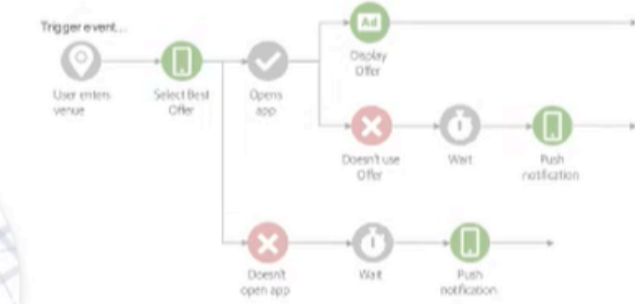 Trigger event...
Ad
Display
Offer
User enters
venue
Select Best
Offer
Opens
app
Doesn't use
Offer
Wait
Push
notification
Doesn't
open app
Wait
Push
notification